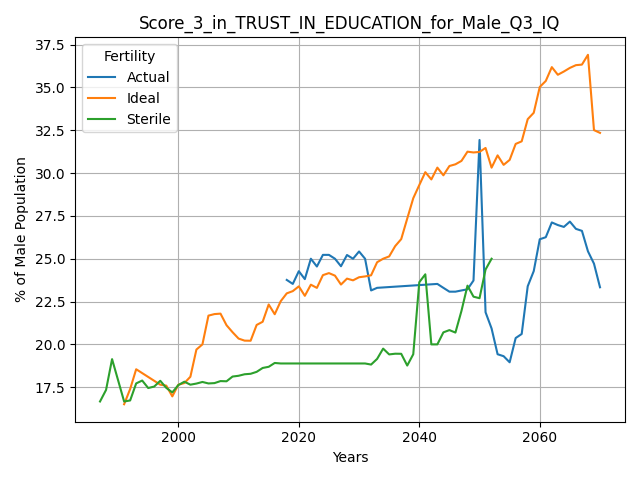 Score_3_in_TRUST_IN_EDUCATION_for_Male_Q3_IQ
Fertility
Actual
Ideal
Sterile
37.5
35.0
32.5
30.0
27.5
25.0
22.5
20.0
17.5
% of Male Population
2000
2020
2040
2060
Years